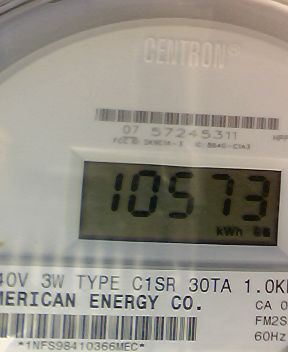 CENTRON®
07 57245311
10573
kWh
40V 3W TYPE C1SR 30TA 1.0K
MERICAN ENERGY CO.
CA 0
FM2S
60Hz
*1NFS98410366MEC*